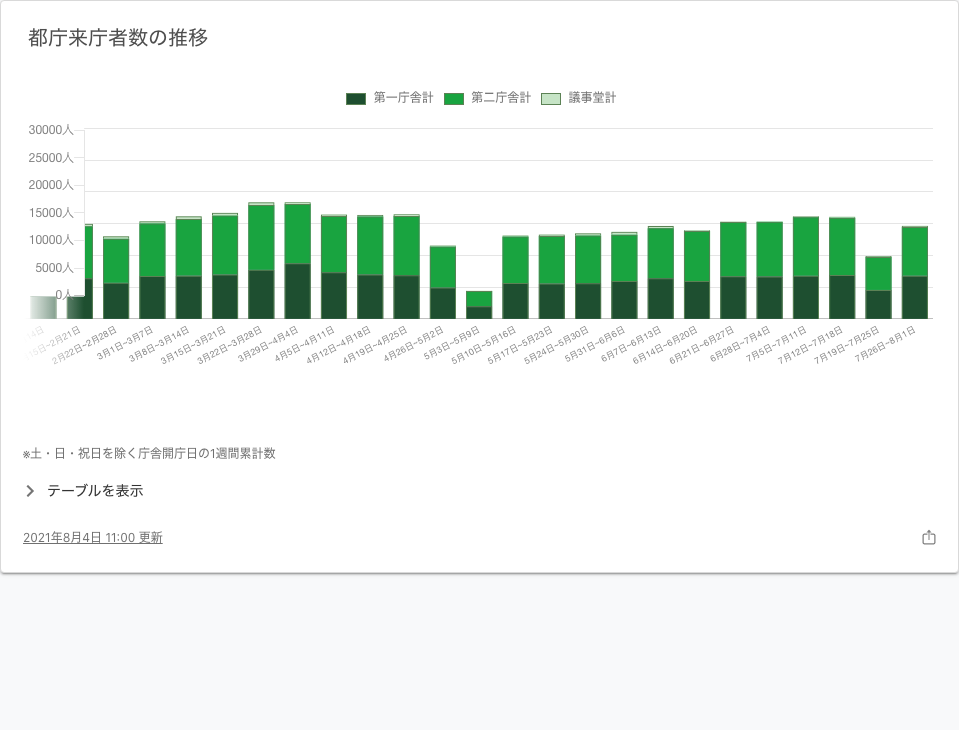 都庁来庁者数の推移
第一庁舎計 第二庁舎計 議事堂計
30000人
25000人
20000人
15000人
10000人
5000人
0人
2月22日~2月28日
3月1日~3月7日
3月8日~3月14日
3月15日~3月21日
3月22日~3月28日
3月29日~4月4日
4月5日~4月11日
4月12日~4月18日
4月19日~4月25日
4月26日~5月2日
5月3日~5月9日
5月10日~5月16日
5月17日~5月23日
5月24日~5月30日
5月31日~6月6日
6月7日~6月13日
6月14日~6月20日
6月21日~6月27日
6月28日~7月4日
7月5日~7月11日
7月12日~7月18日
7月19日~7月25日
7月26日~8月1日
※土・日・祝日を除く庁舎開庁日の1週間累計数
テーブルを表示
2021年8月4日 11:00 更新